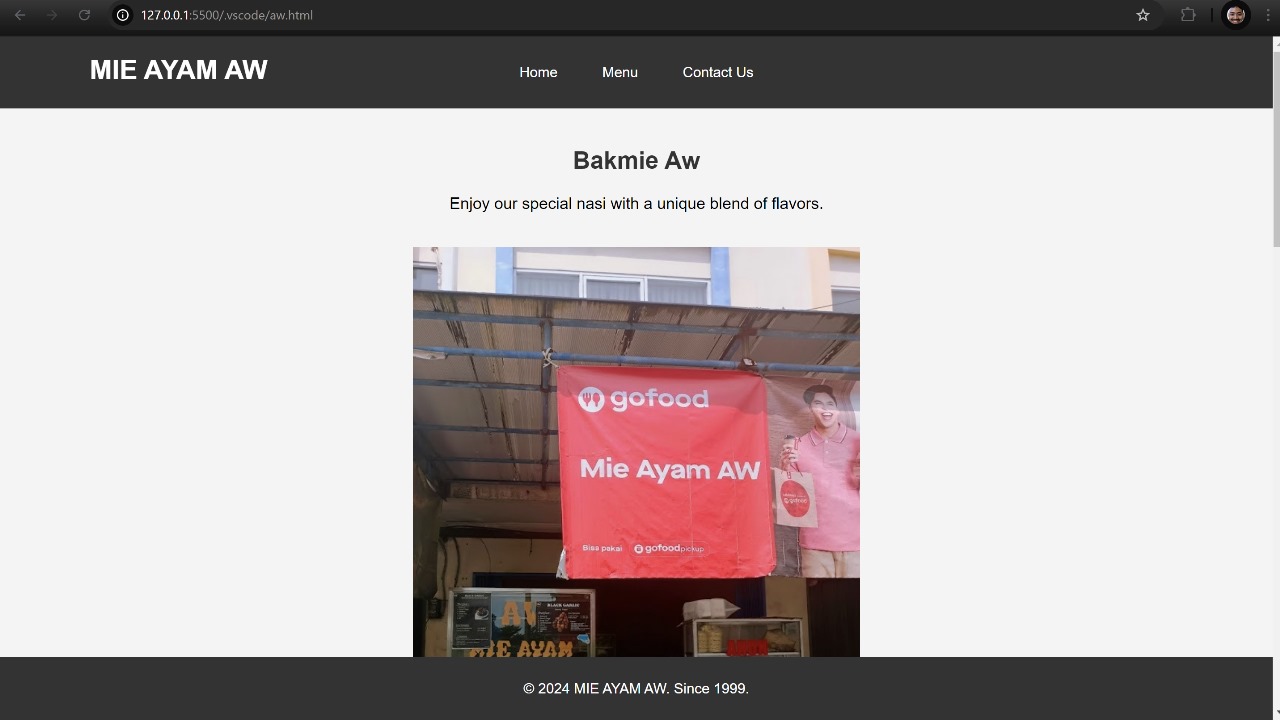 127.0.0.1:5500/.vscode/aw.html
MIE AYAM AW
Home Menu Contact Us
Bakmie Aw
Enjoy our special nasi with a unique blend of flavors.
gofood
Mie Ayam AW
Bisa pakai gofoodpickup
gofood
BLACK GARLIC
AW
MIE AYAM
© 2024 MIE AYAM AW. Since 1999.